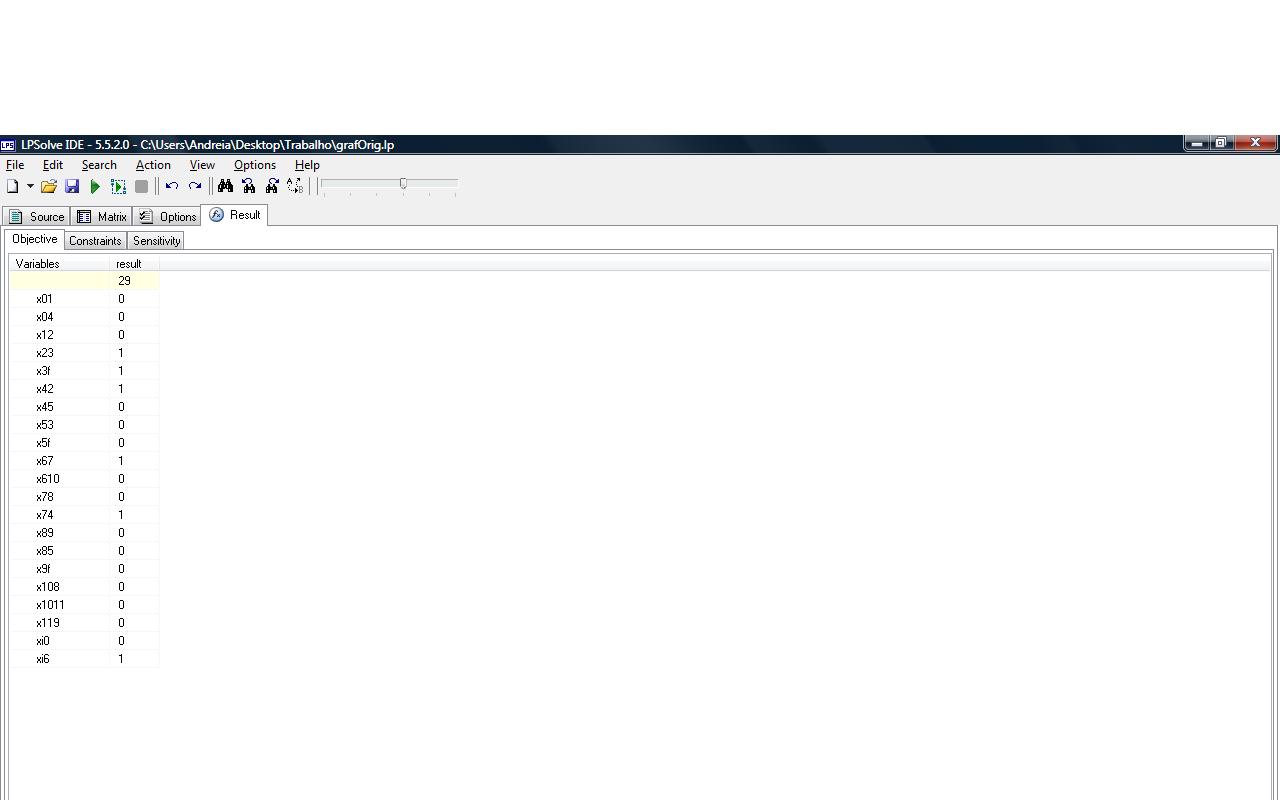 LPSolve IDE - 5.5.2.0 - C:\Users\Andreia\Desktop\Trabalho\grafOrig.lp
File Edit Search Action View Options Help
Source Matrix Options Result
Objective Constraints Sensitivity
Variables result
29
x01 0
x04 0
x12 0
x23 1
x3f 1
x42 1
x45 0
x53 0
x5f 0
x67 1
x610 0
x78 0
x74 1
x89 0
x85 0
x9f 0
x108 0
x1011 0
x119 0
xi0 0
xi6 1